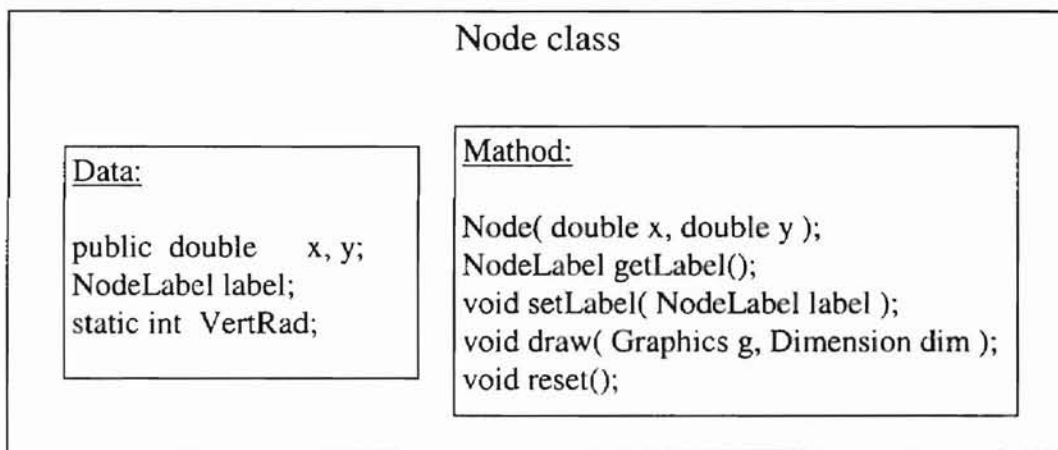 Node class
Data:
public double x, y;
NodeLabel label;
static int VertRad;
Mathod:
Node( double x, double y );
NodeLabel getLabel();
void setLabel( NodeLabel label );
void draw( Graphics g, Dimension dim );
void reset();